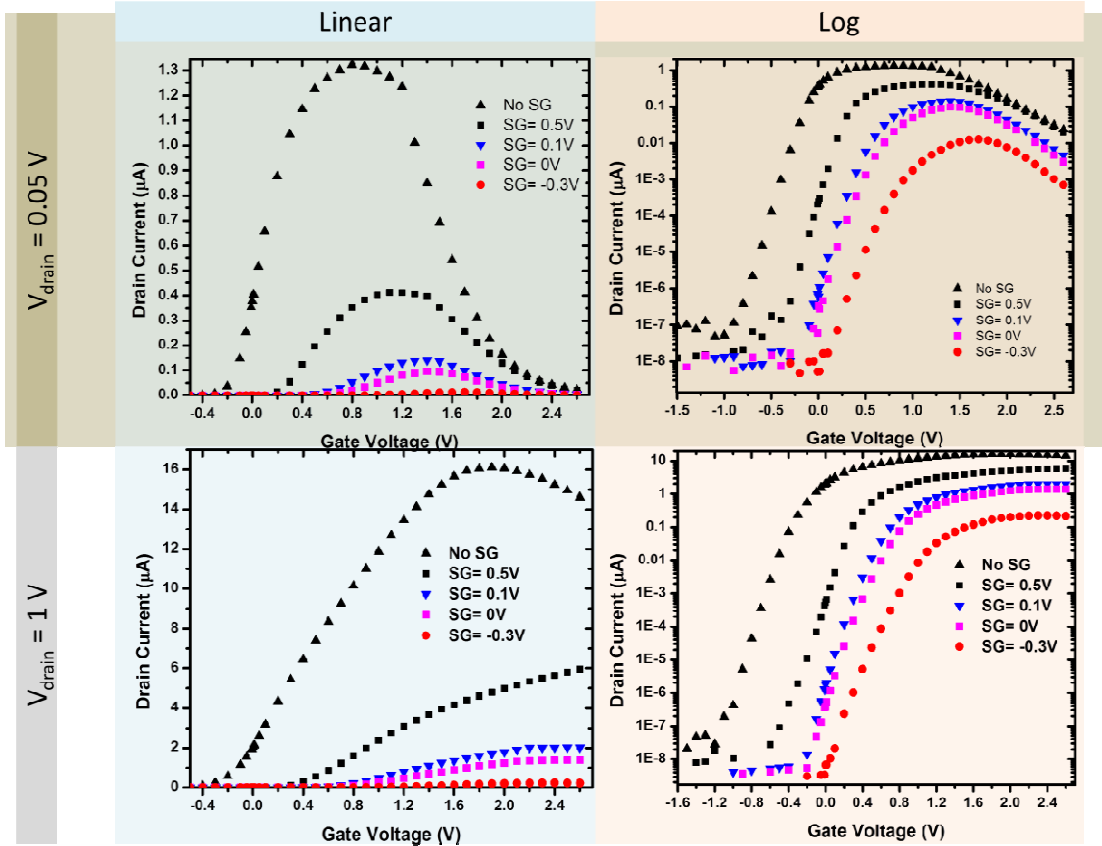 Linear
Log
V_drain = 0.05 V
1.3
1.2
1.1
1.0
0.9
0.8
0.7
0.6
0.5
0.4
0.3
0.2
0.1
0.0
-0.4 0.0 0.4 0.8 1.2 1.6 2.0 2.4
Drain Current (µA)
Gate Voltage (V)
No SG
SG= 0.5V
SG= 0.1V
SG= 0V
SG= -0.3V
1
0.1
0.01
1E-3
1E-4
1E-5
1E-6
1E-7
1E-8
-1.5 -1.0 -0.5 0.0 0.5 1.0 1.5 2.0 2.5
Drain Current (µA)
Gate Voltage (V)
No SG
SG= 0.5V
SG= 0.1V
SG= 0V
SG= -0.3V
V_drain = 1 V
16
14
12
10
8
6
4
2
0
-0.4 0.0 0.4 0.8 1.2 1.6 2.0 2.4
Drain Current (µA)
Gate Voltage (V)
No SG
SG= 0.5V
SG= 0.1V
SG= 0V
SG= -0.3V
10
1
0.1
0.01
1E-3
1E-4
1E-5
1E-6
1E-7
1E-8
-1.6 -1.2 -0.8 -0.4 0.0 0.4 0.8 1.2 1.6 2.0 2.4
Drain Current (µA)
Gate Voltage (V)
No SG
SG= 0.5V
SG= 0.1V
SG= 0V
SG= -0.3V